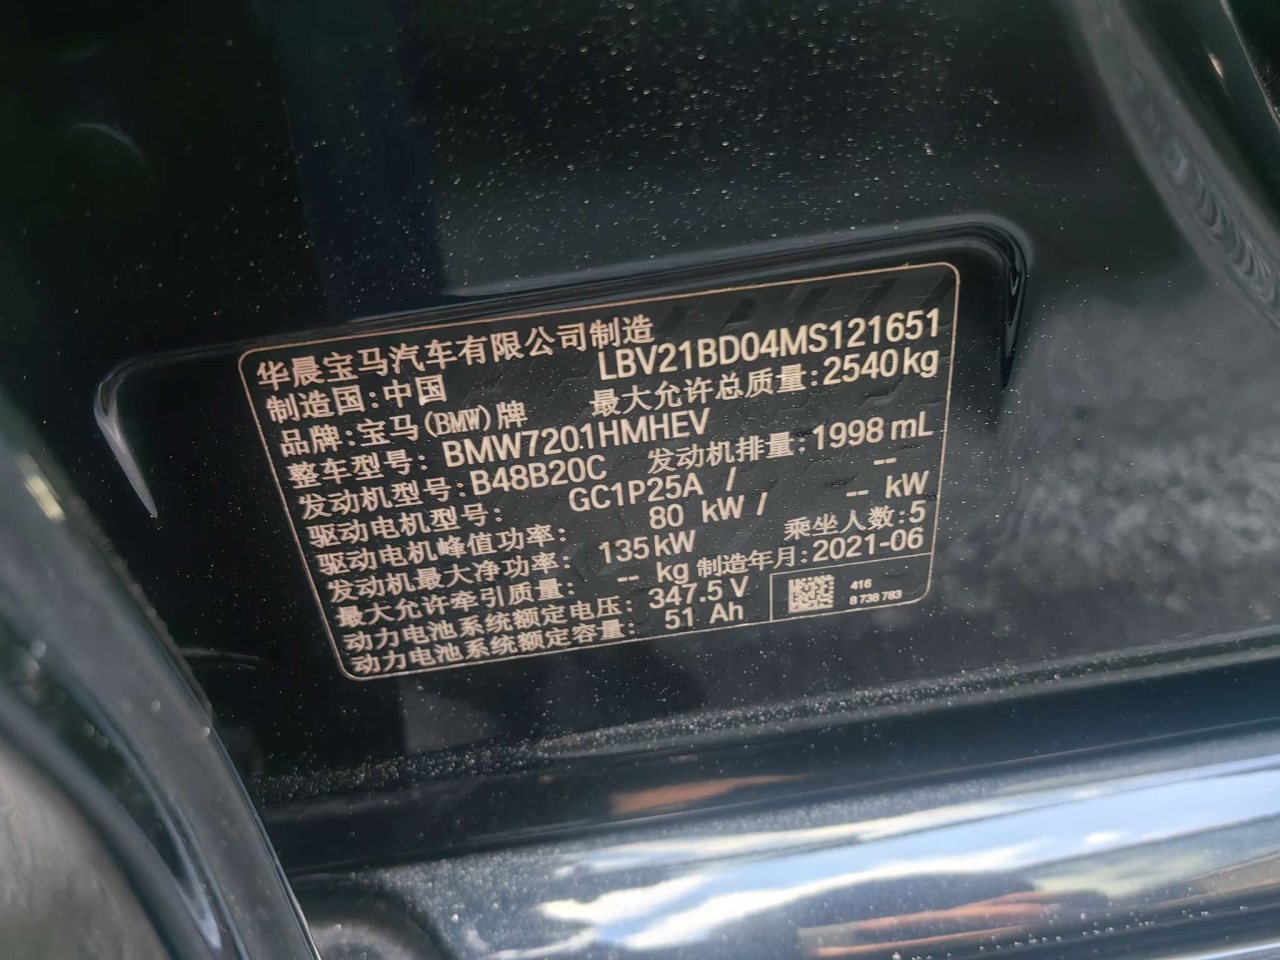 华晨宝马汽车有限公司制造
制造国:中国 LBV21BD04MS121651
品牌:宝马(BMW)牌 最大允许总质量:2540kg
整车型号: BMW7201HMHEV
发动机型号:B48B20C 发动机排量:1998 mL
驱动电机型号: GC1P25A / --
驱动电机峰值功率: 80 kW / -- kW
发动机最大净功率: 135kW 乘坐人数:5
最大允许牵引质量: -- kg 制造年月:2021-06
动力电池系统额定电压: 347.5 V
动力电池系统额定容量: 51 Ah
416
8 738 783